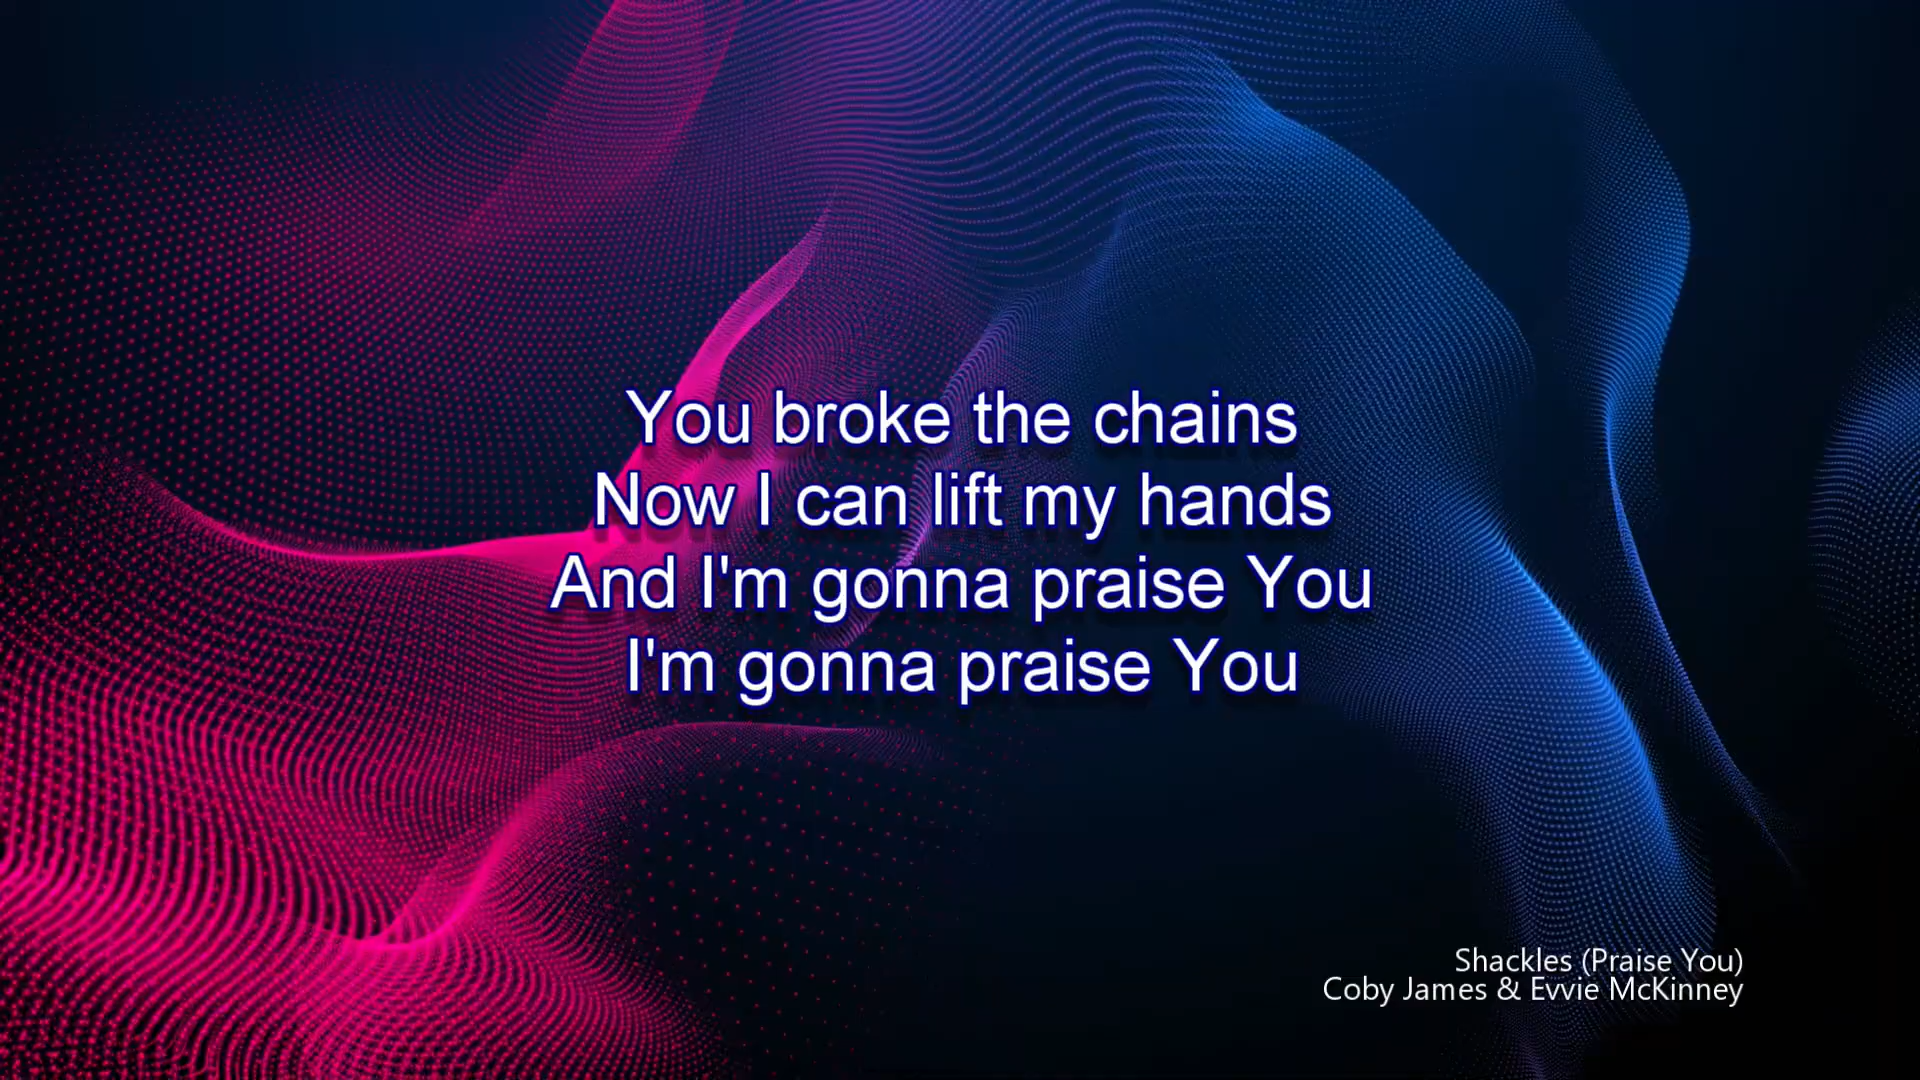 You broke the chains
Now I can lift my hands
And I'm gonna praise You
I'm gonna praise You
Shackles (Praise You)
Coby James & Evvie McKinney